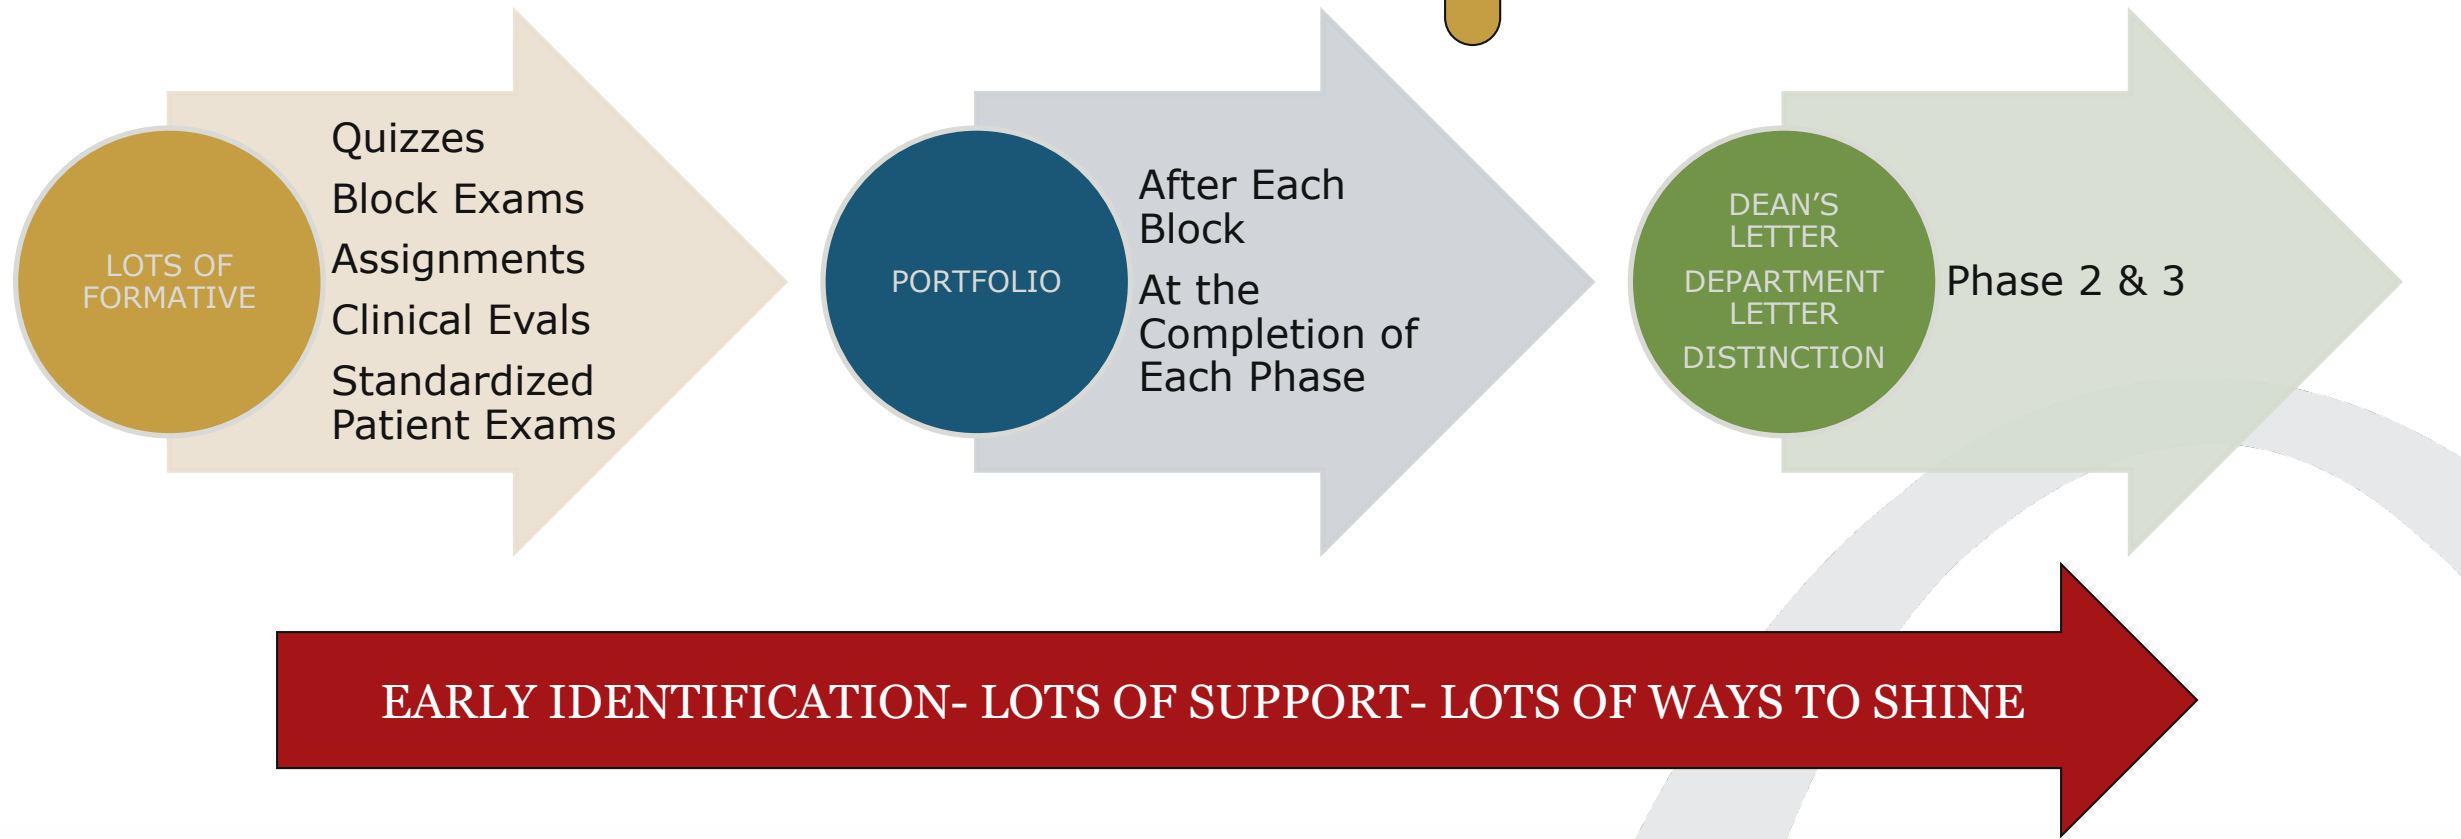 LOTS OF
FORMATIVE
Quizzes
Block Exams
Assignments
Clinical Evals
Standardized
Patient Exams
PORTFOLIO
After Each
Block
At the
Completion of
Each Phase
DEAN’S
LETTER
DEPARTMENT
LETTER
DISTINCTION
Phase 2 & 3
EARLY IDENTIFICATION- LOTS OF SUPPORT- LOTS OF WAYS TO SHINE